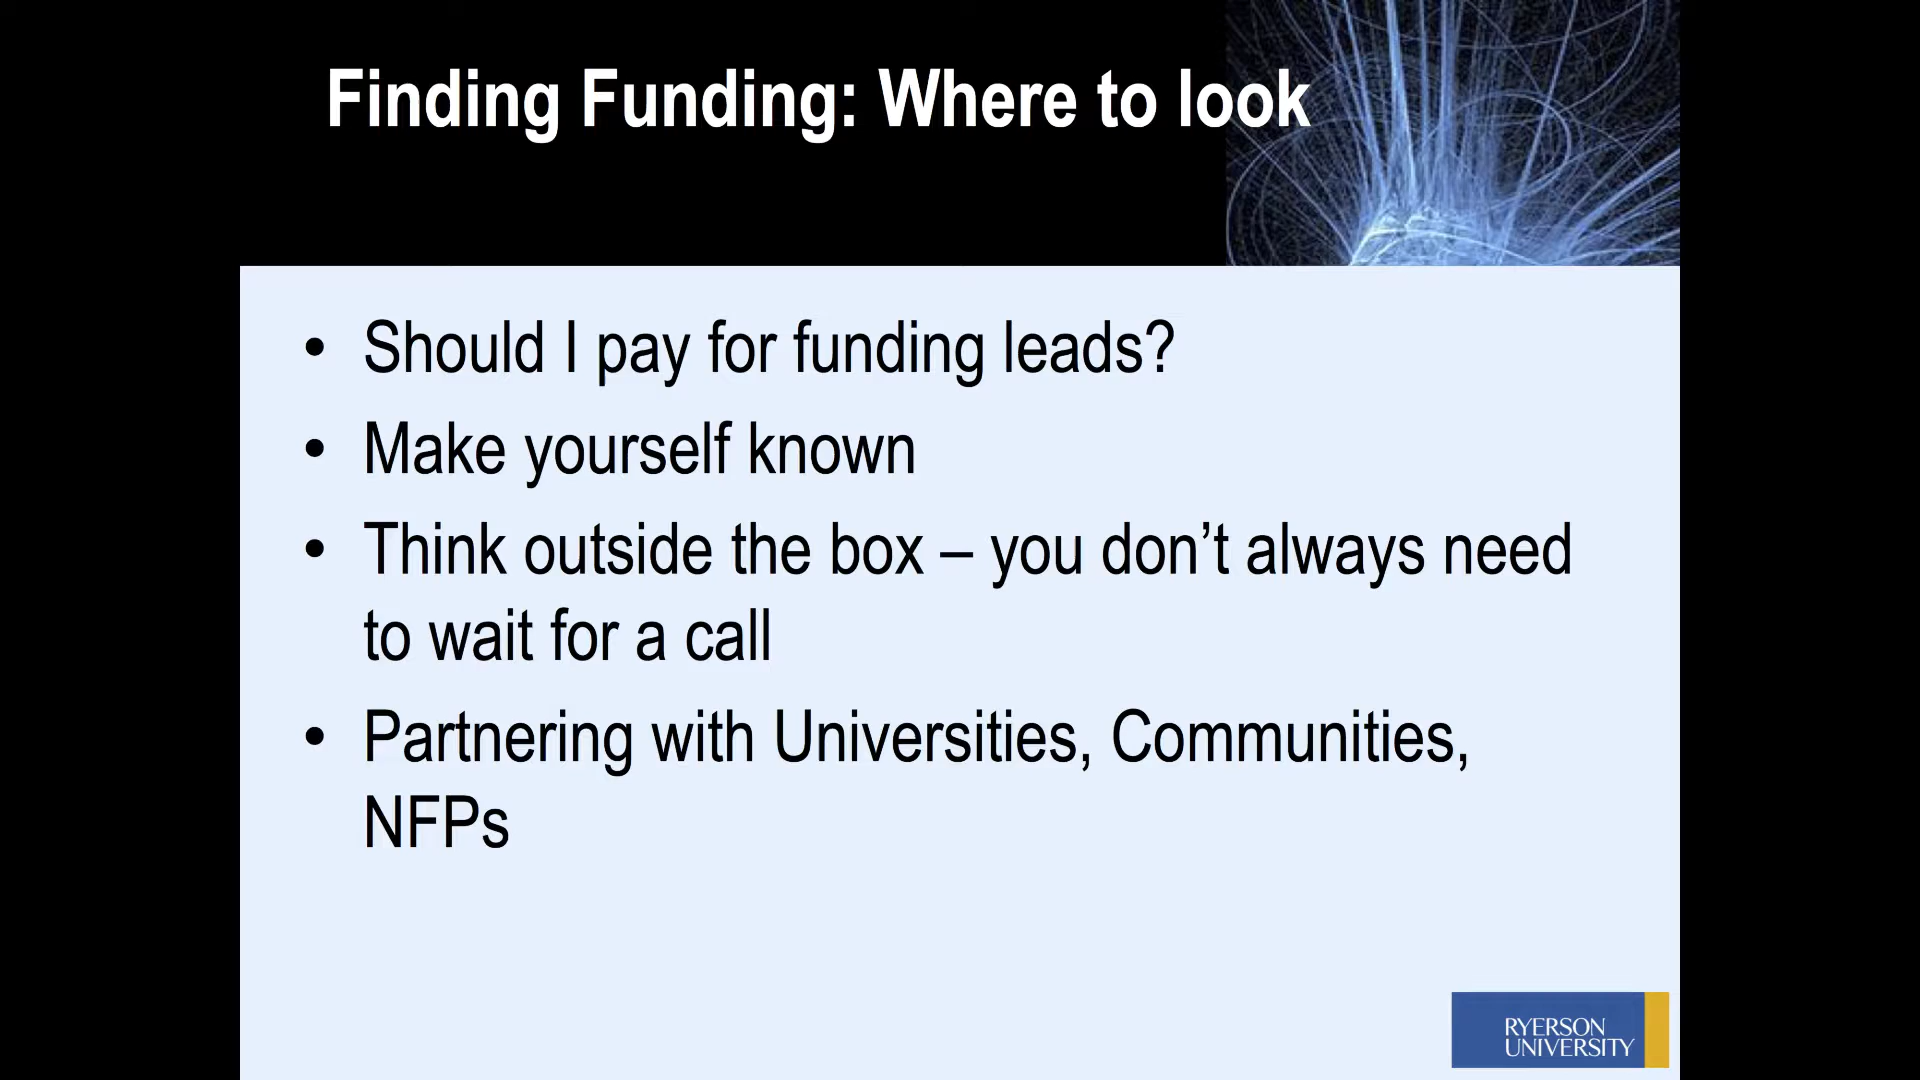 Finding Funding: Where to look
• Should I pay for funding leads?
• Make yourself known
• Think outside the box – you don’t always need
to wait for a call
• Partnering with Universities, Communities,
NFPs
RYERSON
UNIVERSITY